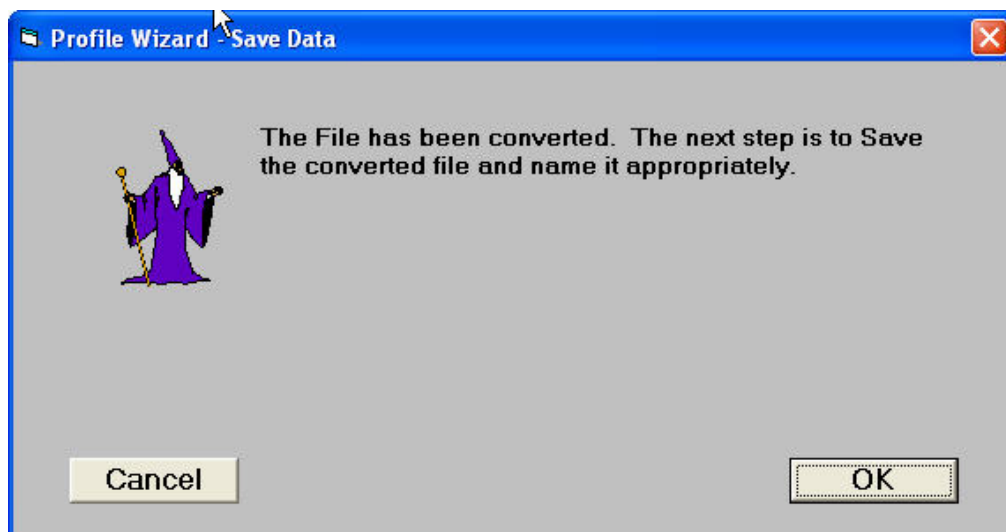 Profile Wizard - Save Data
The File has been converted.  The next step is to Save
the converted file and name it appropriately.
Cancel
OK